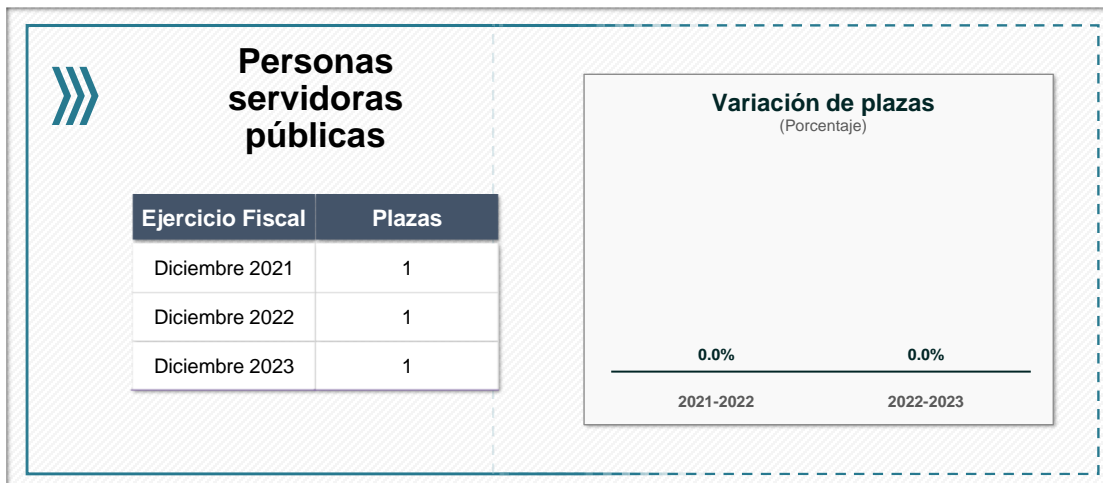 Personas
servidoras
públicas
Ejercicio Fiscal Plazas
Diciembre 2021 1
Diciembre 2022 1
Diciembre 2023 1
Variación de plazas
(Porcentaje)
0.0% 0.0%
2021-2022 2022-2023